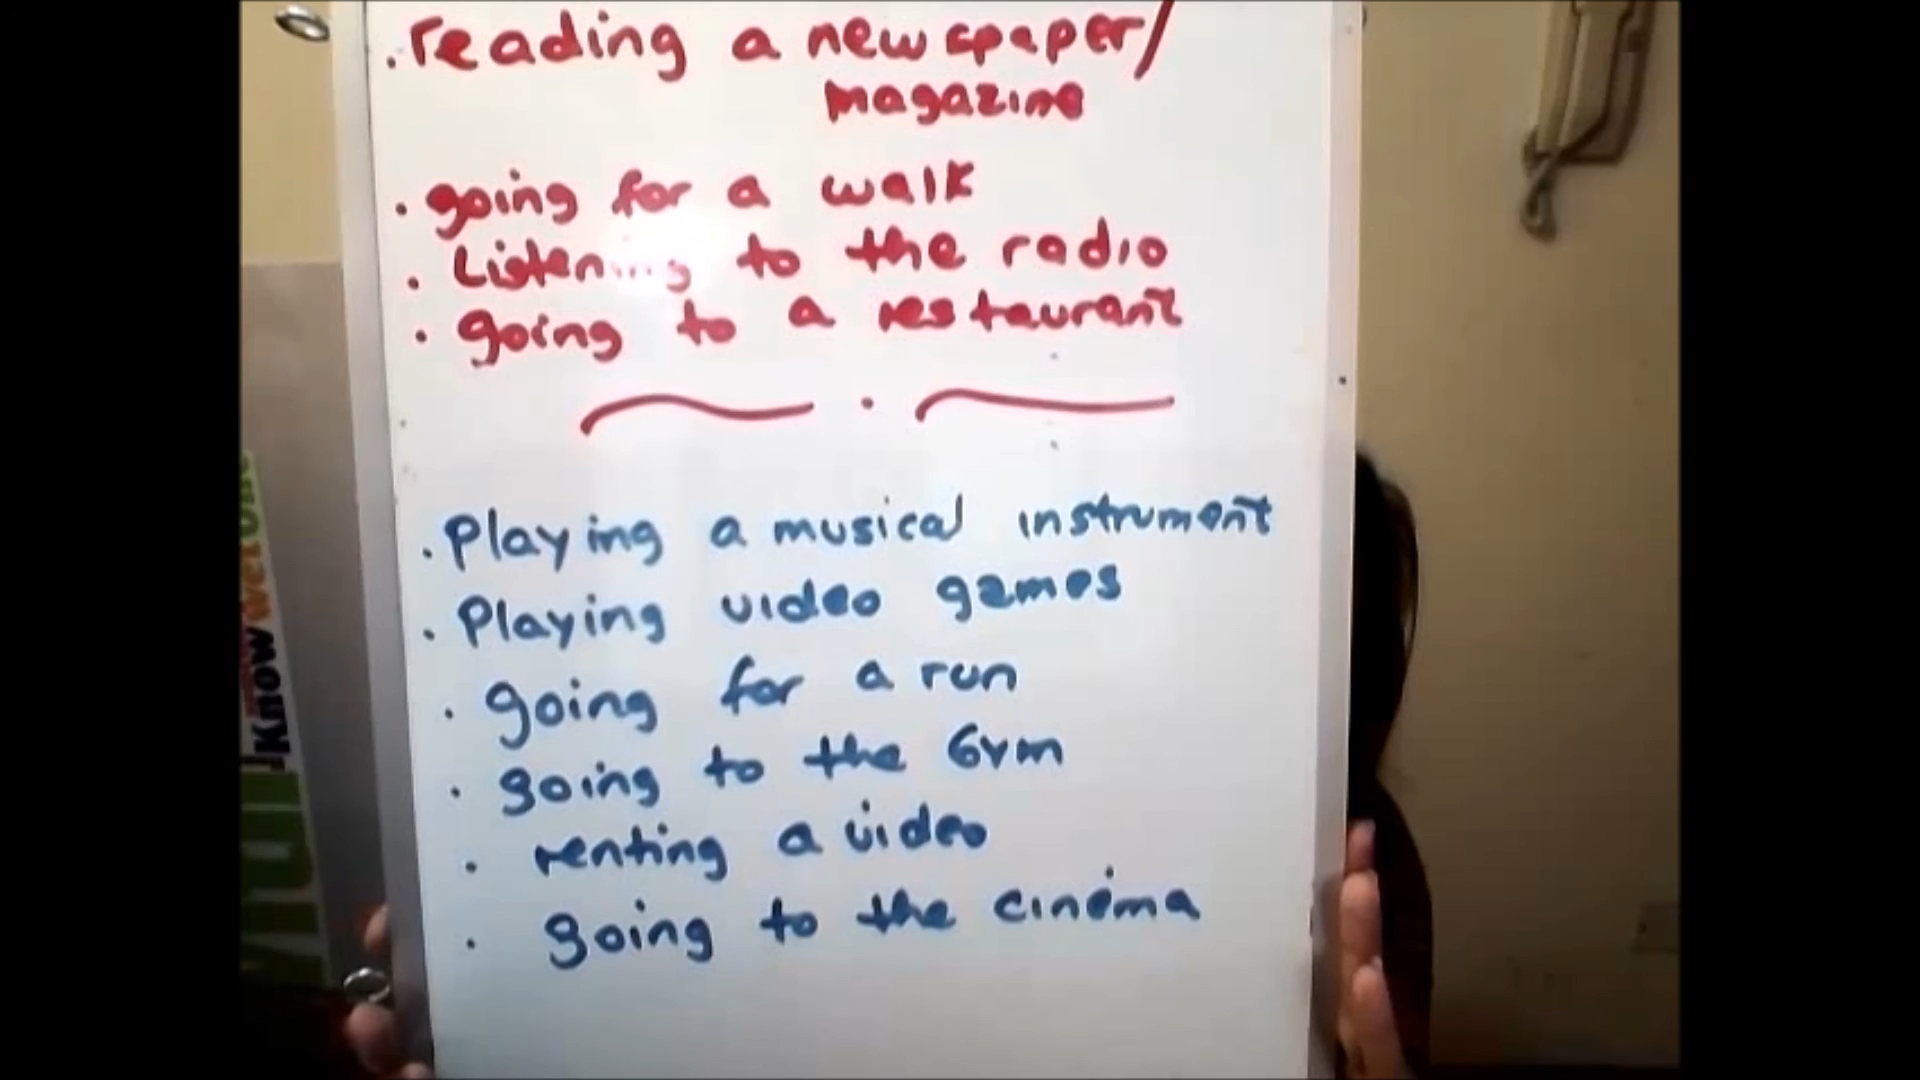 . reading a newspaper/
magazine
. going for a walk
. Listening to the radio
. going to a restaurant
. Playing a musical instrument
. Playing video games
. going for a run
. going to the Gym
. renting a video
. going to the cinema
Know